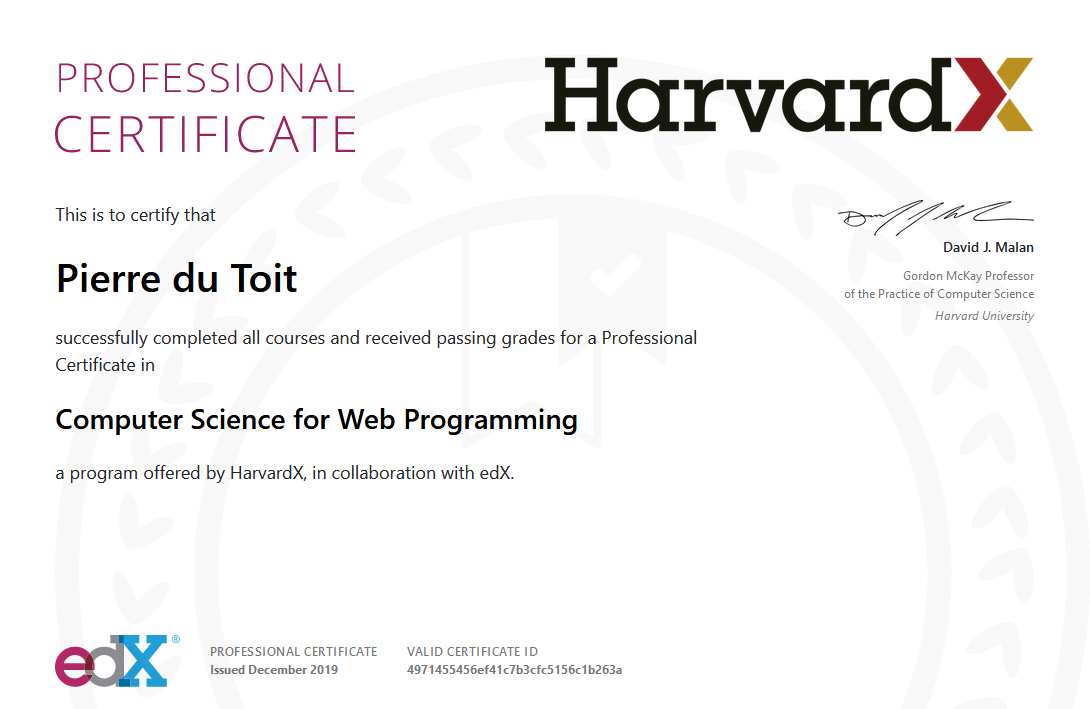 PROFESSIONAL
CERTIFICATE
HarvardX
This is to certify that
Pierre du Toit
successfully completed all courses and received passing grades for a Professional
Certificate in
Computer Science for Web Programming
a program offered by HarvardX, in collaboration with edX.
David J. Malan
Gordon McKay Professor
of the Practice of Computer Science
Harvard University
edX®
PROFESSIONAL CERTIFICATE
Issued December 2019
VALID CERTIFICATE ID
4971455456ef41c7b3cfc5156c1b263a